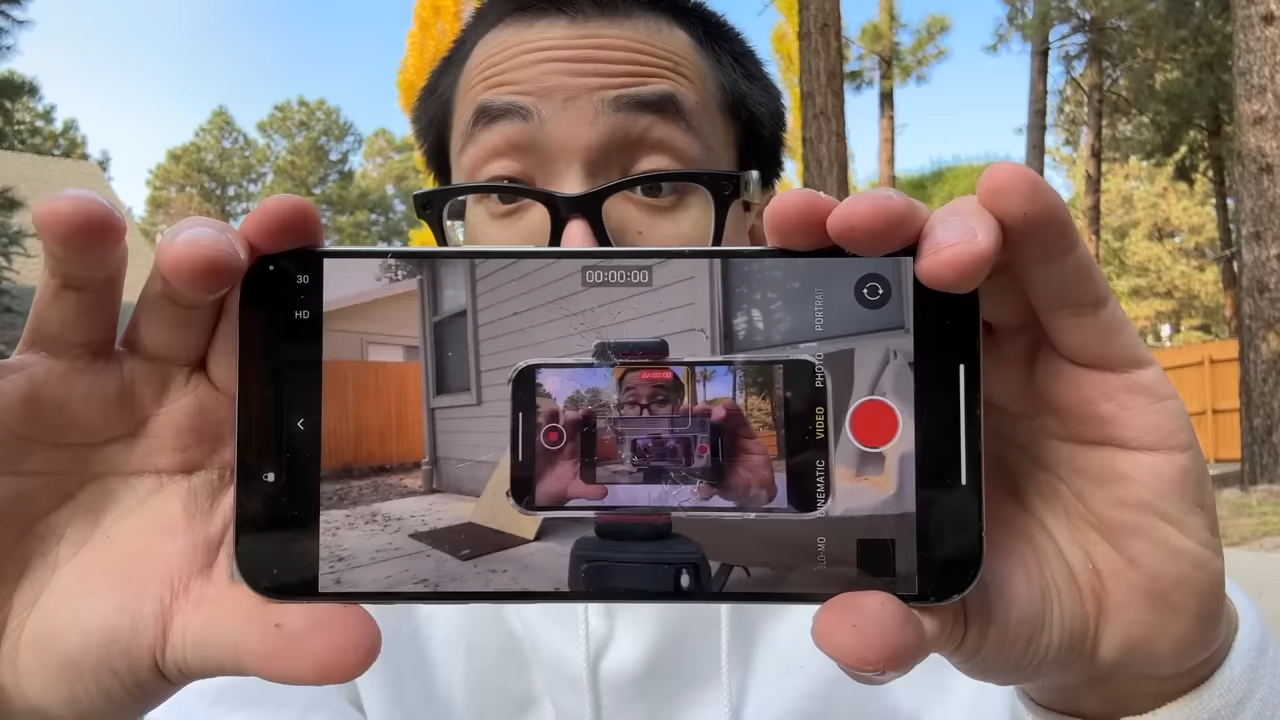 30
HD
00:00:00
PORTRAIT
PHOTO
VIDEO
CINEMATIC
SLO-MO